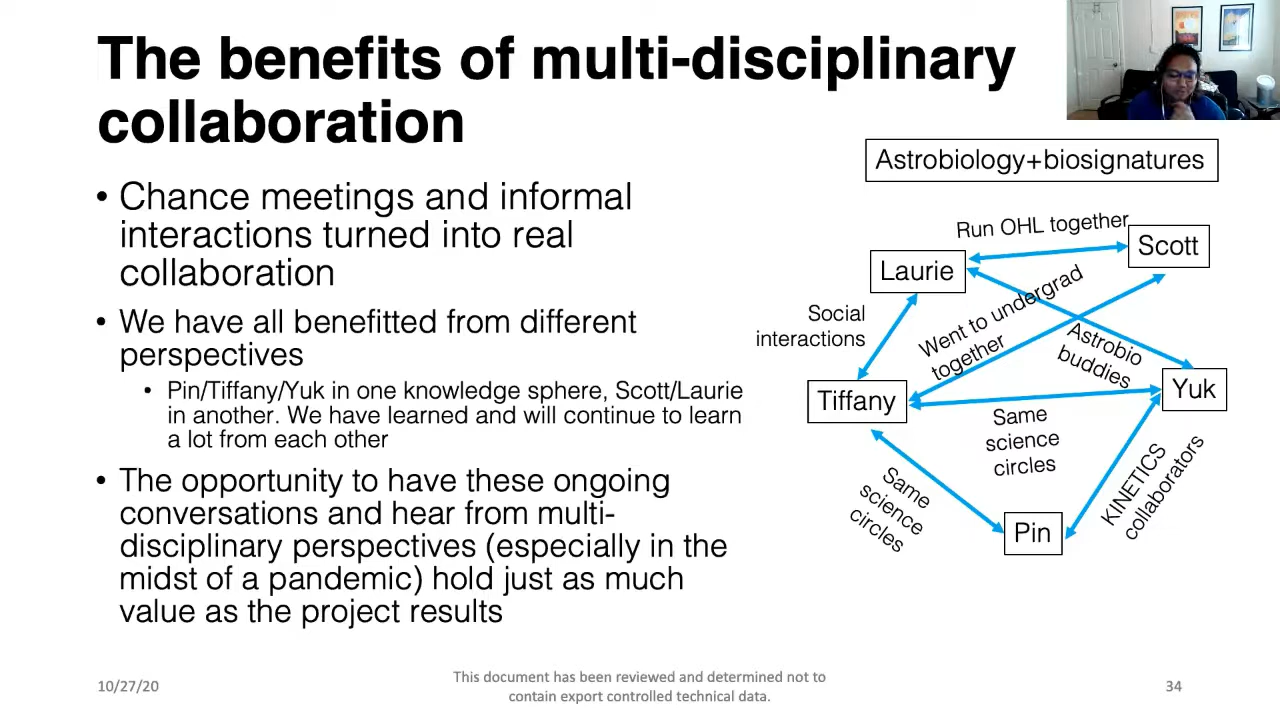 The benefits of multi-disciplinary
collaboration
• Chance meetings and informal
interactions turned into real
collaboration
• We have all benefitted from different
perspectives
• Pin/Tiffany/Yuk in one knowledge sphere, Scott/Laurie
in another. We have learned and will continue to learn
a lot from each other
• The opportunity to have these ongoing
conversations and hear from multi-
disciplinary perspectives (especially in the
midst of a pandemic) hold just as much
value as the project results
Astrobiology+biosignatures
Run OHL together
Scott
Laurie
Social
interactions
Went to undergrad
together
Astrobio
buddies
Tiffany
Yuk
Same
science
circles
Same
science
circles
KINETICS
collaborators
Pin
10/27/20
This document has been reviewed and determined not to
contain export controlled technical data.
34